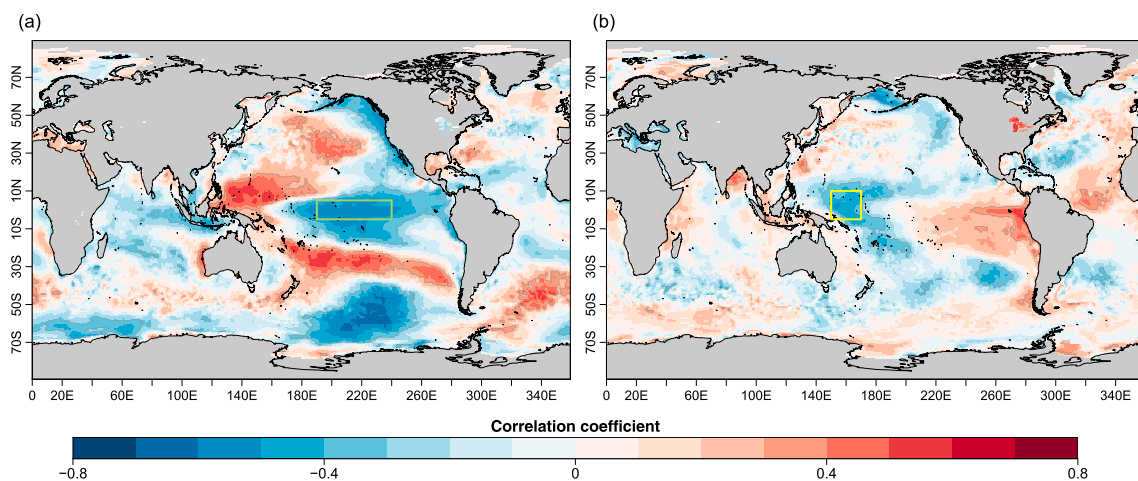 (a) (b)
70N 70N
50N 50N
30N 30N
10N 10N
10S 10S
30S 30S
50S 50S
70S 70S
0 20E 60E 100E 140E 180E 220E 260E 300E 340E 0 20E 60E 100E 140E 180E 220E 260E 300E 340E
Correlation coefficient
−0.8 −0.4 0 0.4 0.8